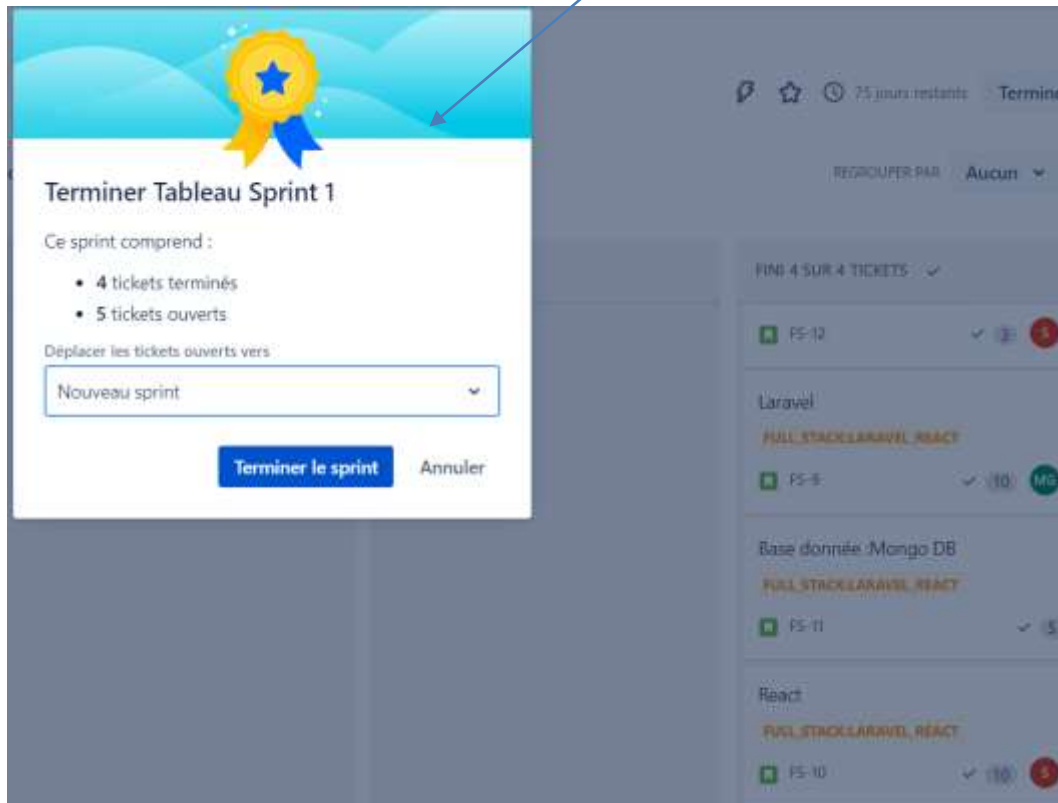 75 jours restants Termine
REGROUPER PAR Aucun
Terminer Tableau Sprint 1
Ce sprint comprend :
4 tickets terminés
5 tickets ouverts
Déplacer les tickets ouverts vers
Nouveau sprint
Terminer le sprint Annuler
FINI 4 SUR 4 TICKETS
FS-12 S
Laravel
FULL_STACK:LARAVEL_REACT
FS-9 10 MG
Base donnée :Mongo DB
FULL_STACK:LARAVEL_REACT
FS-11 5
React
FULL_STACK:LARAVEL_REACT
FS-10 10 S